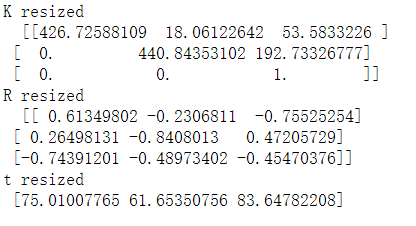 K resized
[[426.72588109 18.06122642 53.5833226 ]
[ 0. 440.84353102 192.73326777]
[ 0. 0. 1. ]]
R resized
[[ 0.61349802 -0.2306811 -0.75525254]
[ 0.26498131 -0.8408013 0.47205729]
[-0.74391201 -0.48973402 -0.45470376]]
t resized
[75.01007765 61.65350756 83.64782208]